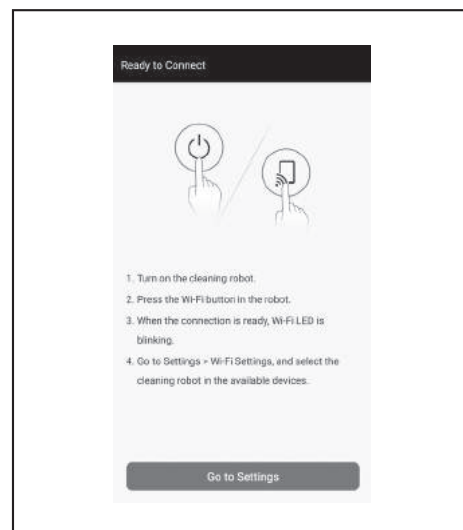 Ready to Connect
1. Turn on the cleaning robot.
2. Press the Wi-Fi button in the robot.
3. When the connection is ready, Wi-Fi LED is
blinking.
4. Go to Settings > Wi-Fi Settings, and select the
cleaning robot in the available devices.
Go to Settings